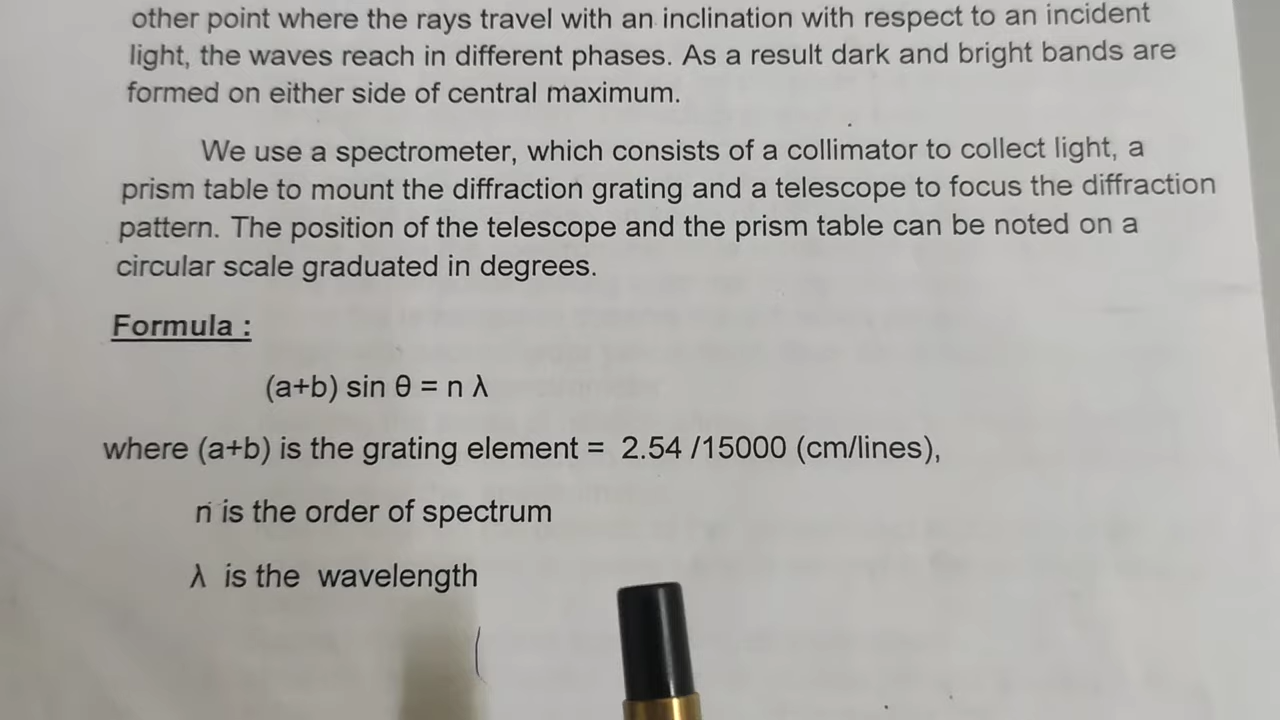 other point where the rays travel with an inclination with respect to an incident
light, the waves reach in different phases. As a result dark and bright bands are
formed on either side of central maximum.
We use a spectrometer, which consists of a collimator to collect light, a
prism table to mount the diffraction grating and a telescope to focus the diffraction
pattern. The position of the telescope and the prism table can be noted on a
circular scale graduated in degrees.
Formula :
(a+b) sin θ = n λ
where (a+b) is the grating element = 2.54 /15000 (cm/lines),
n is the order of spectrum
λ is the wavelength